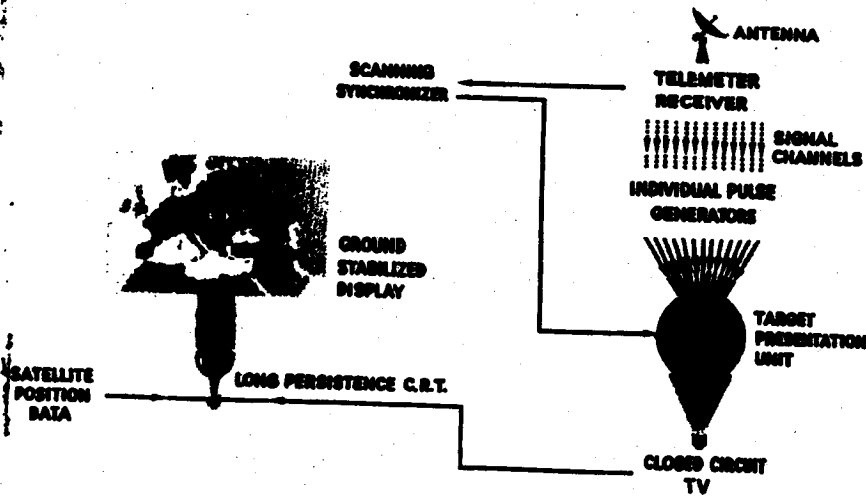 ANTENNA
TELEMETER
RECEIVER
SCANNING
SYNCHRONIZER
SIGNAL
CHANNELS
INDIVIDUAL PULSE
GENERATORS
GROUND
STABILIZED
DISPLAY
TARGET
PRESENTATION
UNIT
SATELLITE
POSITION
DATA
LONG PERSISTENCE C.R.T.
CLOSED CIRCUIT
TV